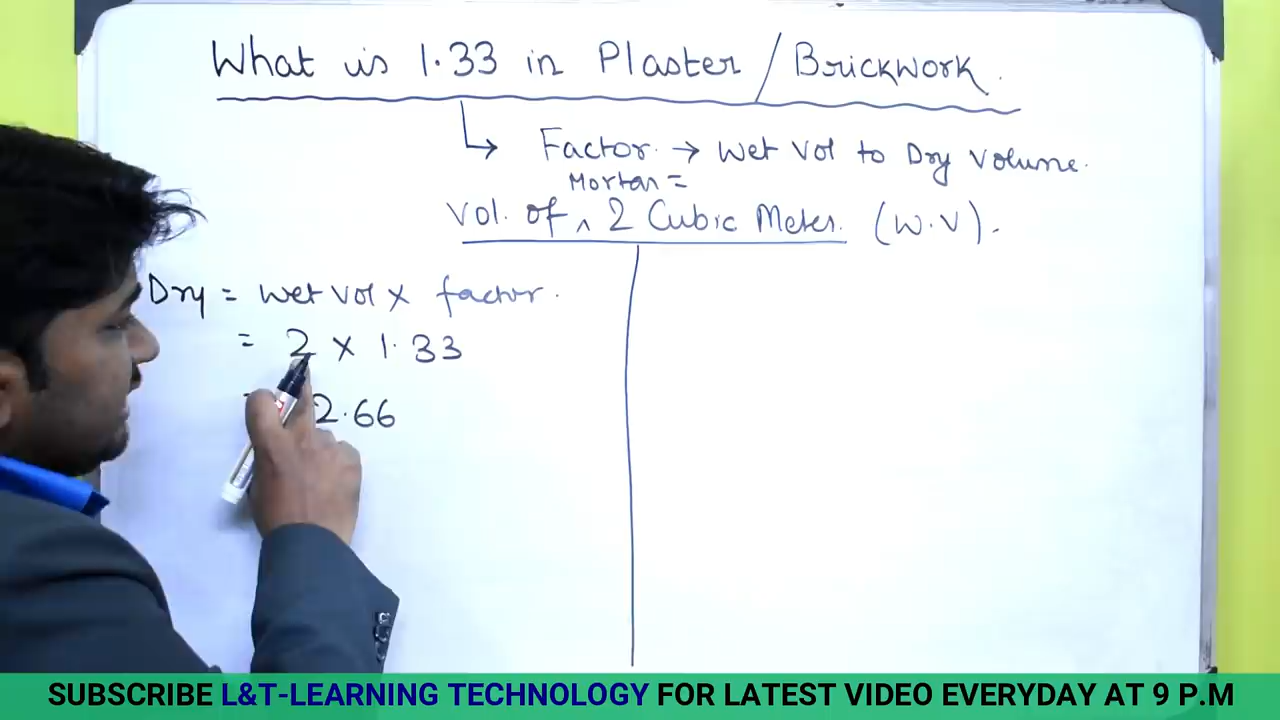 What is 1.33 in Plaster / Brickwork.
Factor. → Wet Vol to Dry Volume.
Mortar =
Vol. of ^ 2 Cubic Meter. (W.V).
Dry = Wet Vol x factor.
= 2 x 1.33
= 2.66
SUBSCRIBE L&T-LEARNING TECHNOLOGY FOR LATEST VIDEO EVERYDAY AT 9 P.M